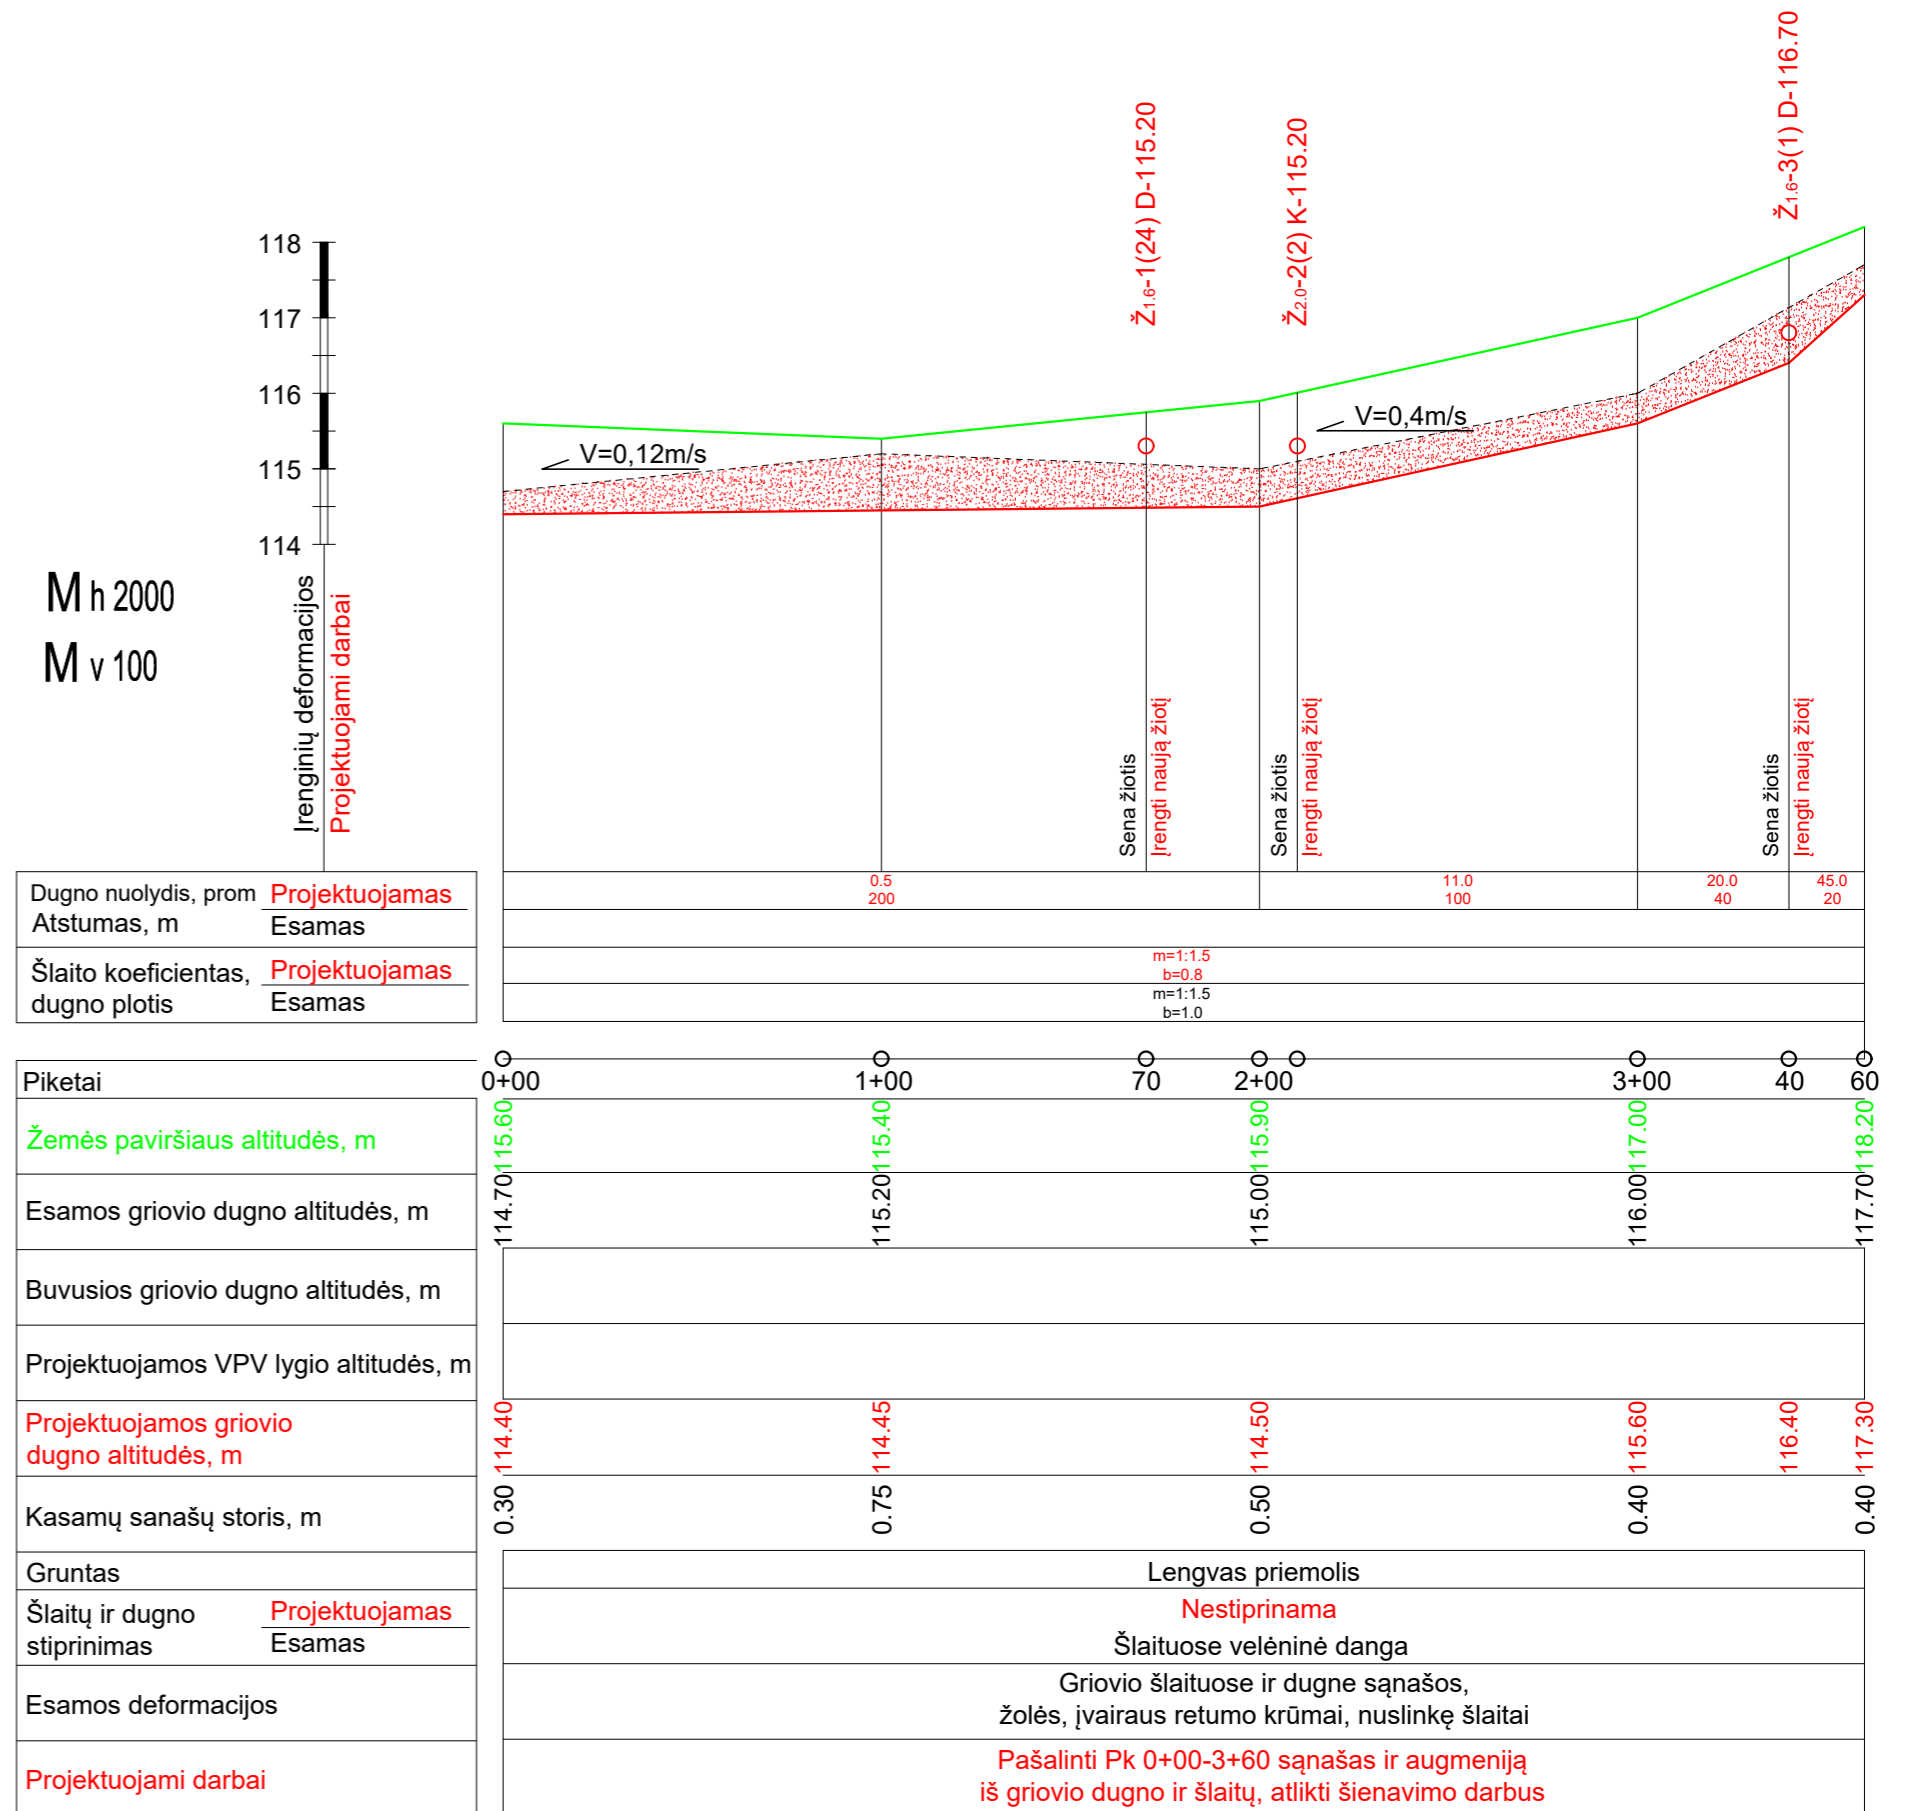 Ž1.6-1(24) D-115.20
Ž2.0-2(2) K-115.20
Ž1.6-3(1) D-116.70
118
117
116
115
114
V=0,12m/s
V=0,4m/s
M h 2000
M v 100
Įrenginių deformacijos
Projektuojami darbai
Sena žiotis
Įrengti naują žiotį
Sena žiotis
Įrengti naują žiotį
Sena žiotis
Įrengti naują žiotį
Dugno nuolydis, prom
Atstumas, m
Projektuojamas
Esamas
0.5
200
11.0
100
20.0
40
45.0
20
Šlaito koeficientas,
dugno plotis
Projektuojamas
Esamas
m=1:1.5
b=0.8
m=1:1.5
b=1.0
Piketai
0+00 1+00 70 2+00 3+00 40 60
Žemės paviršiaus altitudės, m
115.60 115.40 115.90 117.00 118.20
Esamos griovio dugno altitudės, m
114.70 115.20 115.00 116.00 117.70
Buvusios griovio dugno altitudės, m
Projektuojamos VPV lygio altitudės, m
Projektuojamos griovio
dugno altitudės, m
114.40 114.45 114.50 115.60 116.40 117.30
Kasamų sanašų storis, m
0.30 0.75 0.50 0.40 0.40
Gruntas
Lengvas priemolis
Šlaitų ir dugno
stiprinimas
Projektuojamas
Esamas
Nestiprinama
Šlaituose velėninė danga
Esamos deformacijos
Griovio šlaituose ir dugne sąnašos,
žolės, įvairaus retumo krūmai, nuslinkę šlaitai
Projektuojami darbai
Pašalinti Pk 0+00-3+60 sąnašas ir augmeniją
iš griovio dugno ir šlaitų, atlikti šienavimo darbus